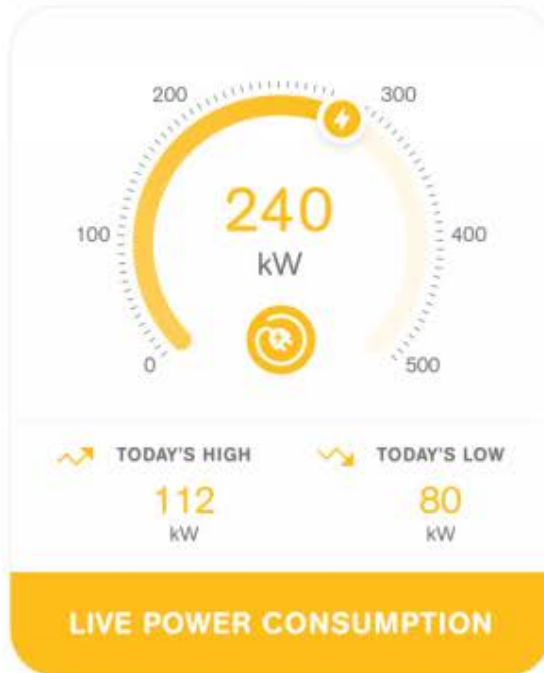 200 300
240
100 400
kW
0 500
TODAY'S HIGH TODAY'S LOW
112 80
kW kW
LIVE POWER CONSUMPTION